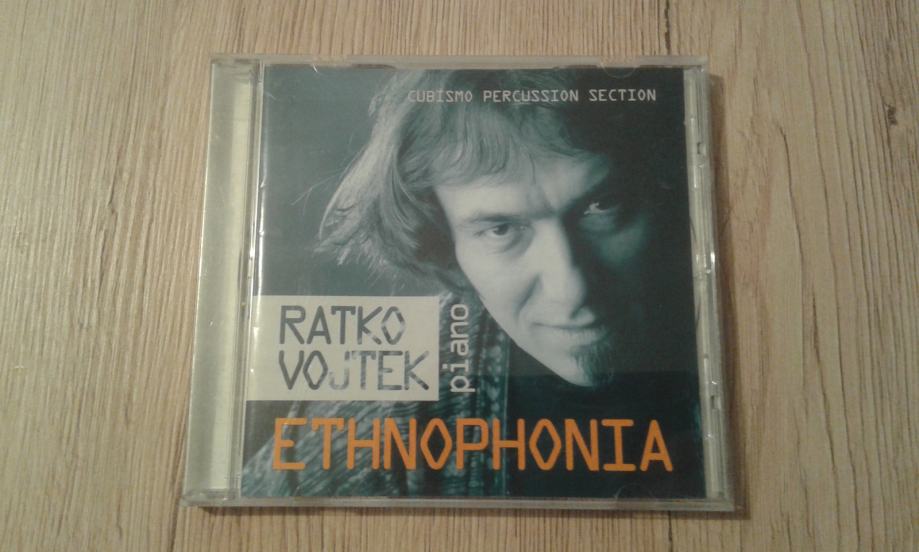 CUBISMO PERCUSSION SECTION
RATKO
VOJTEK
piano
ETHNOPHONIA